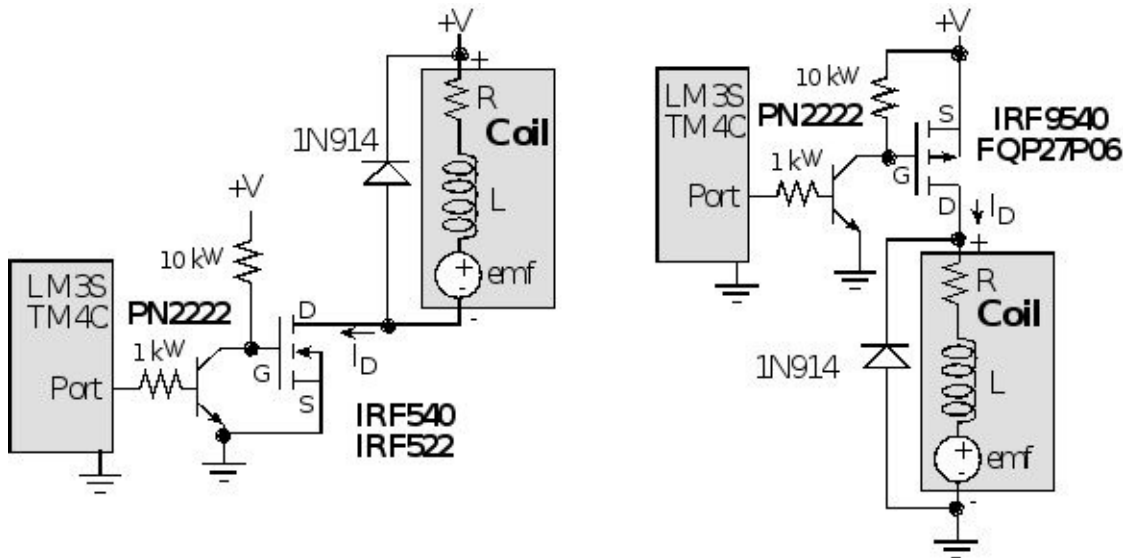 +V
+
R
Coil
1N914
L
+
-
emf
-
+V
10 kW
LM3S
TM4C
PN2222
1 kW
Port
D
G
S
I D
IRF540
IRF522
+V
10 kW
LM3S
TM4C
PN2222
S
IRF9540
FQP27P06
1 kW
Port
G
D
I D
+
R
Coil
1N914
L
+
-
emf
-